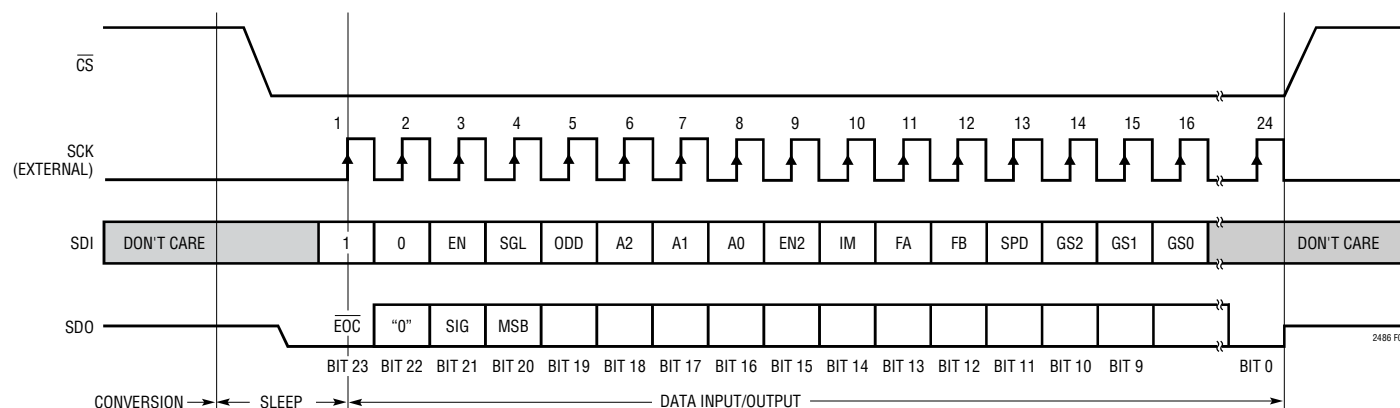 CS
1 2 3 4 5 6 7 8 9 10 11 12 13 14 15 16 24
SCK
(EXTERNAL)
SDI DON'T CARE 1 0 EN SGL ODD A2 A1 A0 EN2 IM FA FB SPD GS2 GS1 GS0 DON'T CARE
SDO EOC “0” SIG MSB
2486 F0
BIT 23 BIT 22 BIT 21 BIT 20 BIT 19 BIT 18 BIT 17 BIT 16 BIT 15 BIT 14 BIT 13 BIT 12 BIT 11 BIT 10 BIT 9 BIT 0
CONVERSION SLEEP DATA INPUT/OUTPUT